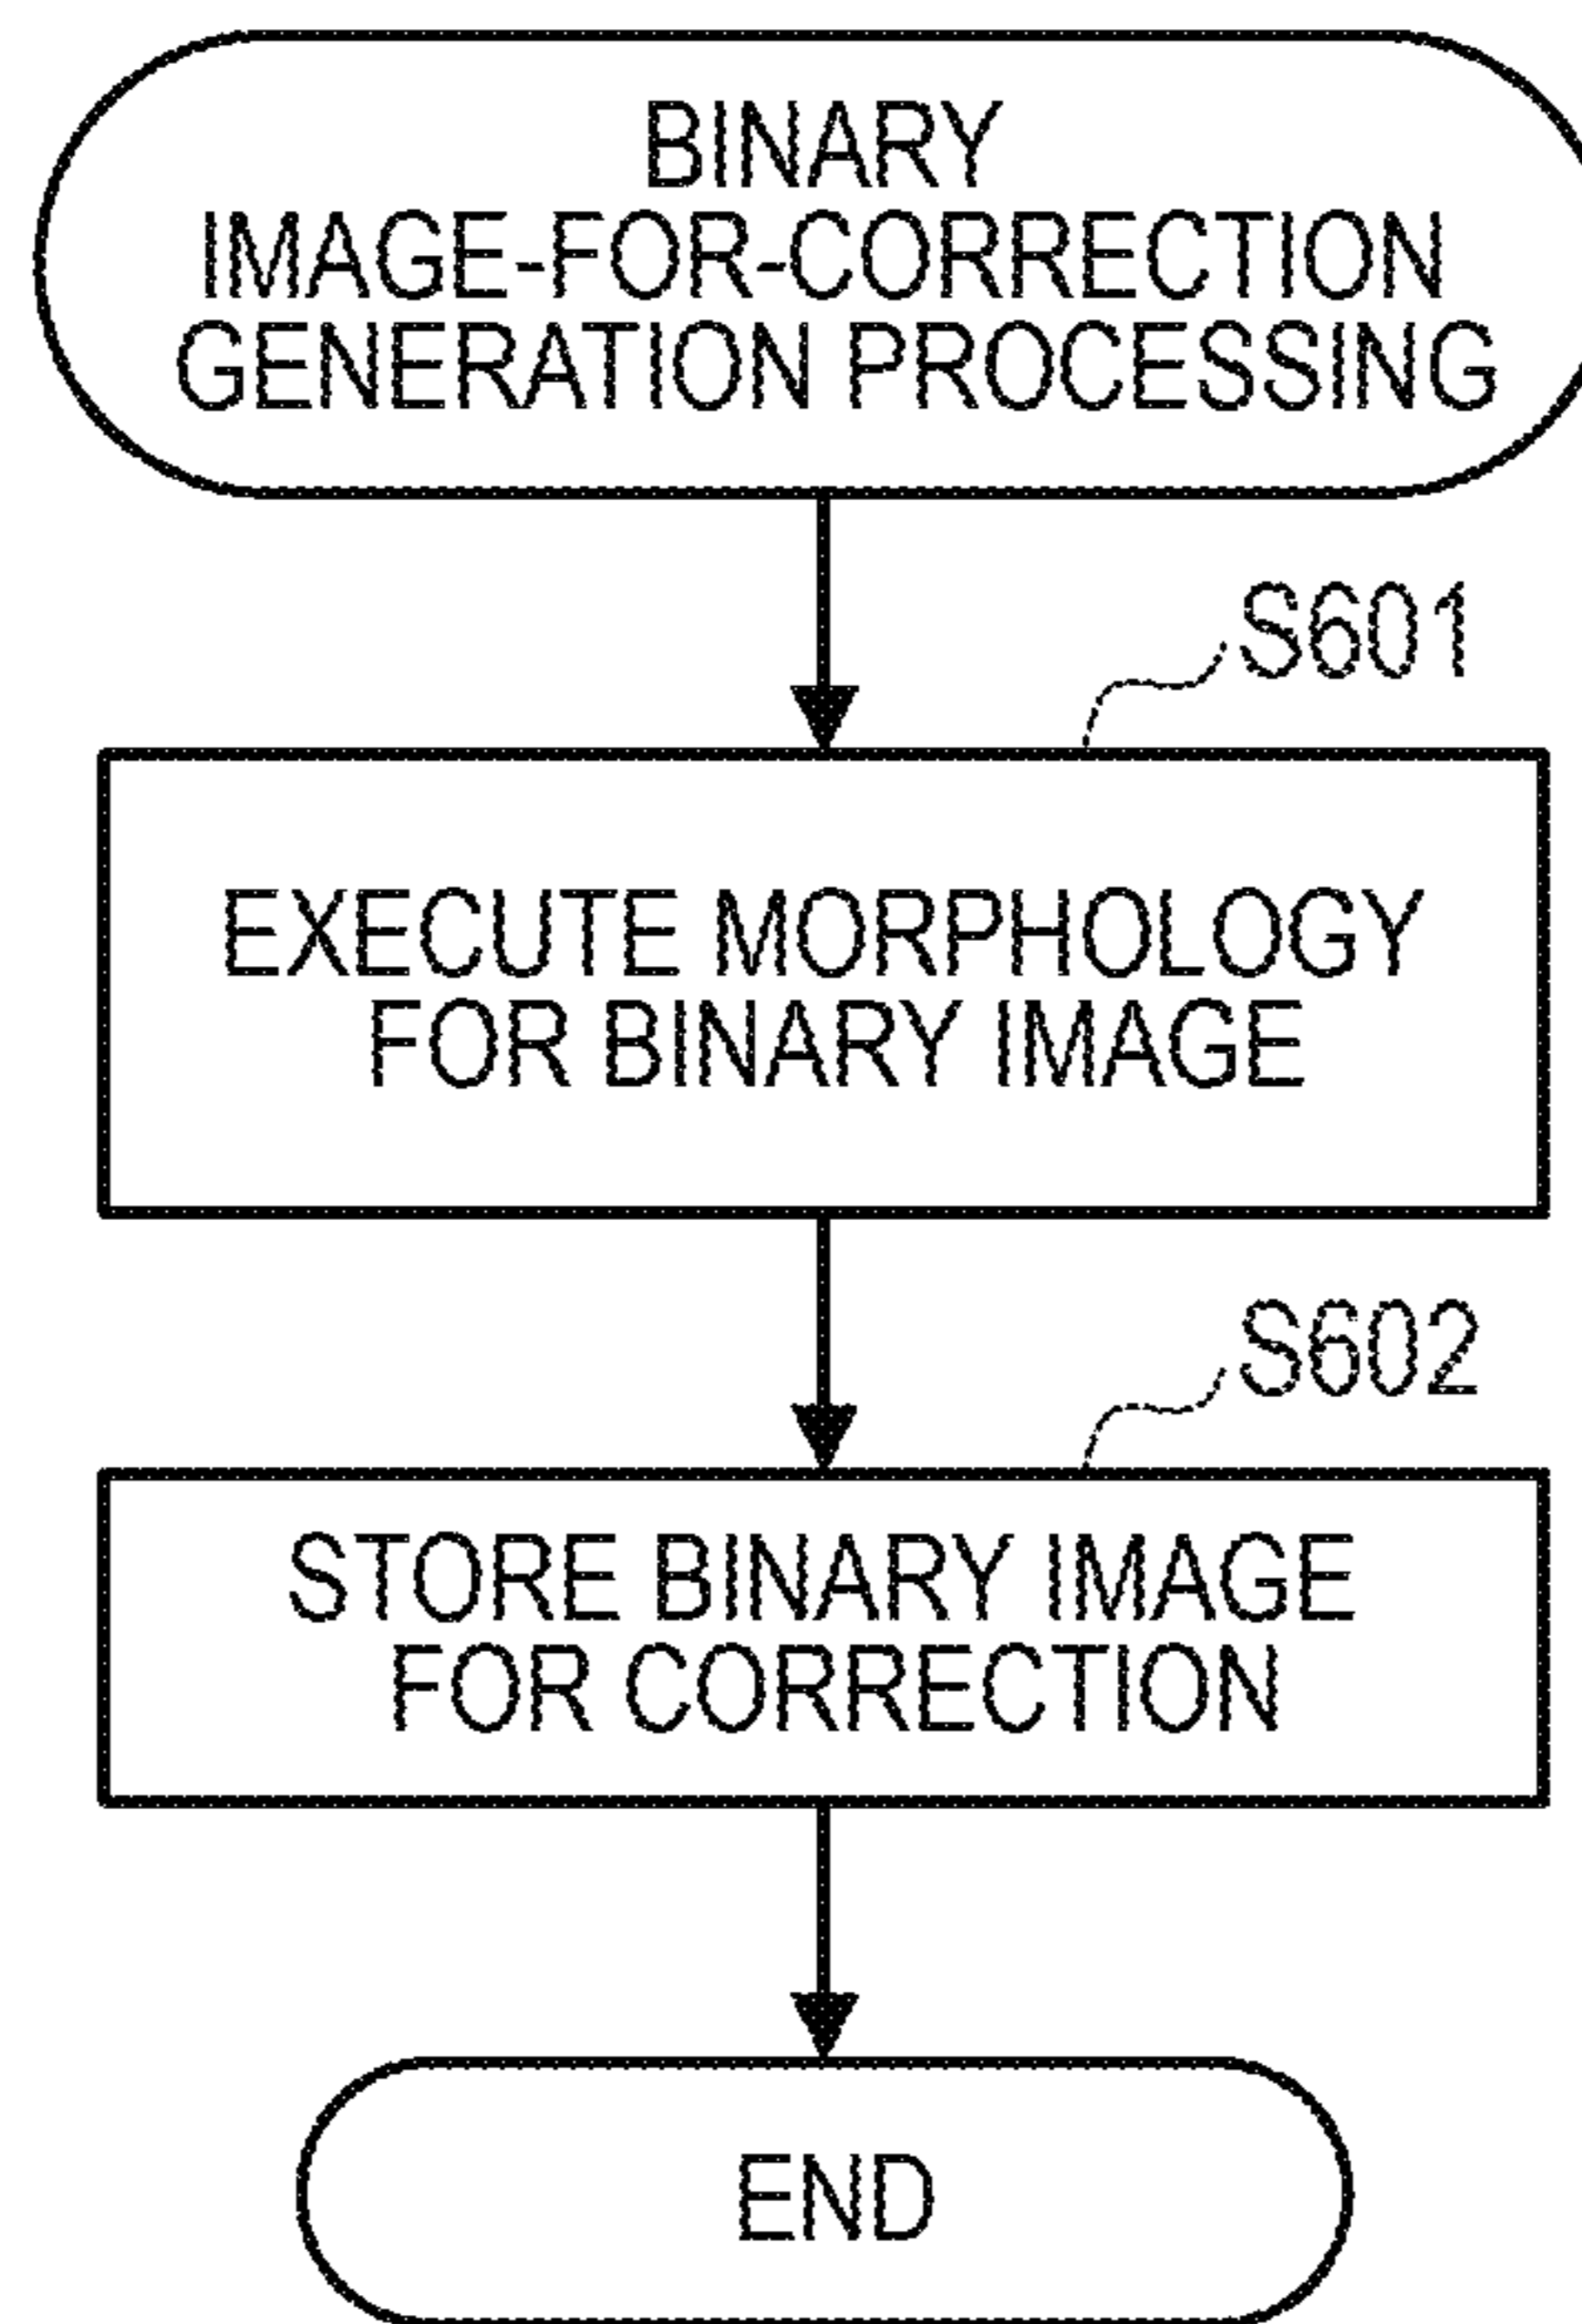 BINARY
IMAGE-FOR-CORRECTION
GENERATION PROCESSING
S601
EXECUTE MORPHOLOGY
FOR BINARY IMAGE
S602
STORE BINARY IMAGE
FOR CORRECTION
END